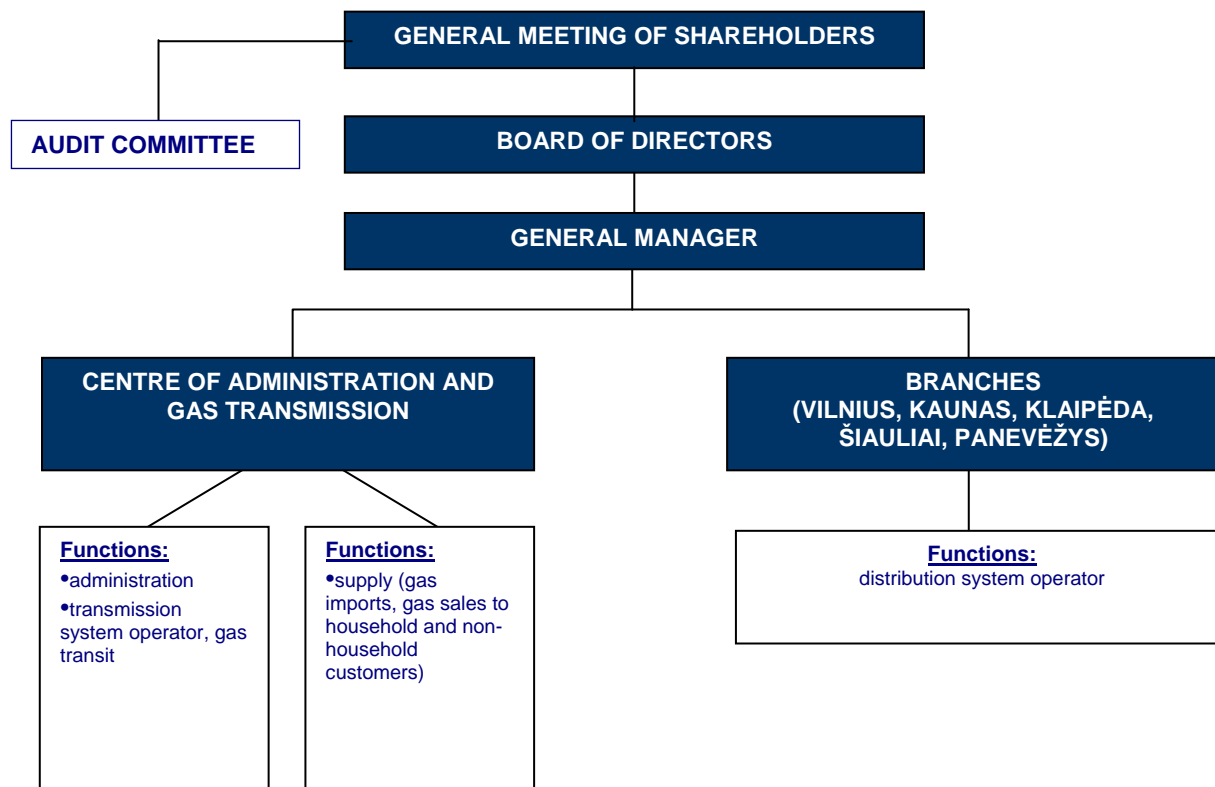 GENERAL MEETING OF SHAREHOLDERS
AUDIT COMMITTEE
BOARD OF DIRECTORS
GENERAL MANAGER
CENTRE OF ADMINISTRATION AND
GAS TRANSMISSION
BRANCHES
(VILNIUS, KAUNAS, KLAIPĖDA,
ŠIAULIAI, PANEVĖŽYS)
Functions:
•administration
•transmission
system operator, gas
transit
Functions:
•supply (gas
imports, gas sales to
household and non-
household
customers)
Functions:
distribution system operator